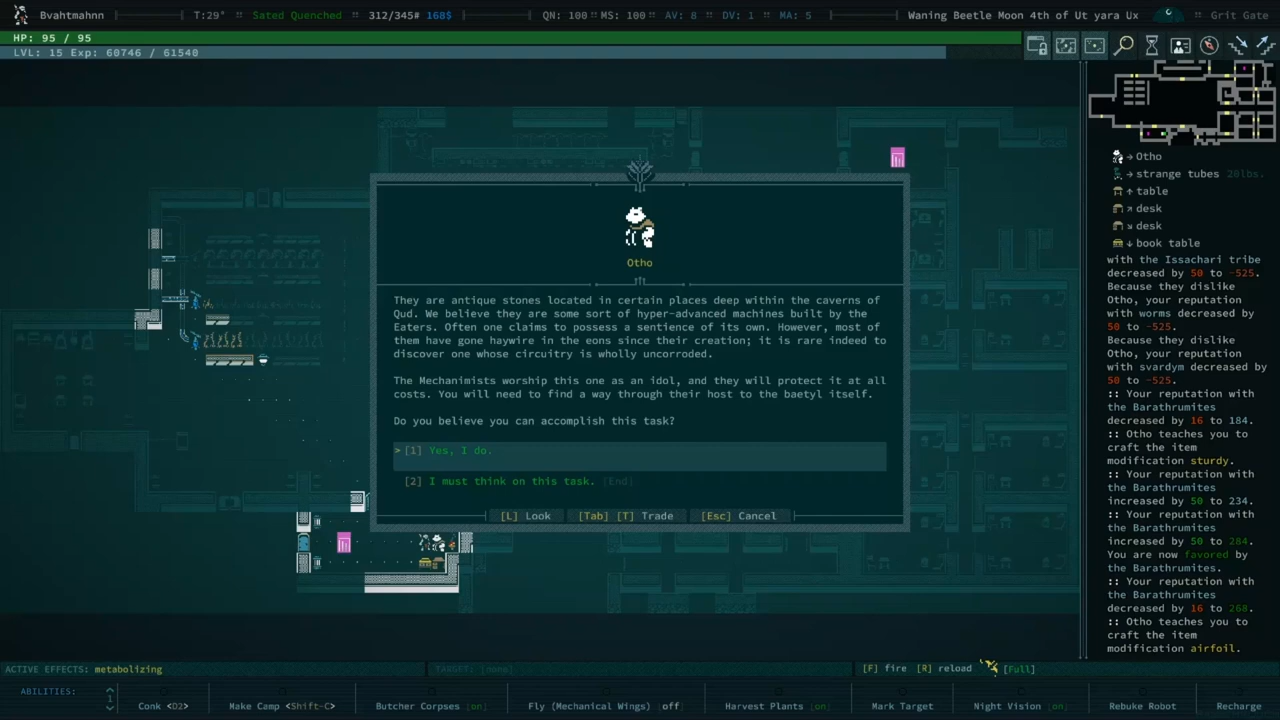 Bvahtmahnn T:29° Sated Quenched 312/345# 168$ QN: 100 MS: 100 AV: 8 DV: 1 MA: 5 Waning Beetle Moon 4th of Ut yara Ux Grit Gate
HP: 95 / 95
LVL: 15 Exp: 60746 / 61540
Otho
They are antique stones located in certain places deep within the caverns of
Qud. We believe they are some sort of hyper-advanced machines built by the
Eaters. Often one claims to possess a sentience of its own. However, most of
them have gone haywire in the eons since their creation; it is rare indeed to
discover one whose circuitry is wholly uncorroded.
The Mechanimists worship this one as an idol, and they will protect it at all
costs. You will need to find a way through their host to the baetyl itself.
Do you believe you can accomplish this task?
> [1] Yes, I do.
[2] I must think on this task. [End]
[L] Look [Tab] [T] Trade [Esc] Cancel
→ Otho
→ strange tubes 20lbs.
↑ table
↗ desk
↘ desk
↓ book table
with the Issachari tribe
decreased by 50 to -525.
Because they dislike
Otho, your reputation
with worms decreased by
50 to -525.
Because they dislike
Otho, your reputation
with svardym decreased by
50 to -525.
:: Your reputation with
the Barathrumites
decreased by 16 to 184.
:: Otho teaches you to
craft the item
modification sturdy.
:: Your reputation with
the Barathrumites
increased by 50 to 234.
:: Your reputation with
the Barathrumites
increased by 50 to 284.
You are now favored by
the Barathrumites.
:: Your reputation with
the Barathrumites
decreased by 16 to 268.
:: Otho teaches you to
craft the item
modification airfoil.
ACTIVE EFFECTS: metabolizing TARGET: [none] [F] fire [R] reload [Full]
ABILITIES: 1 Conk <O2> Make Camp <Shift-C> Butcher Corpses [on] Fly (Mechanical Wings) [off] Harvest Plants [on] Mark Target Night Vision [on] Rebuke Robot Recharge